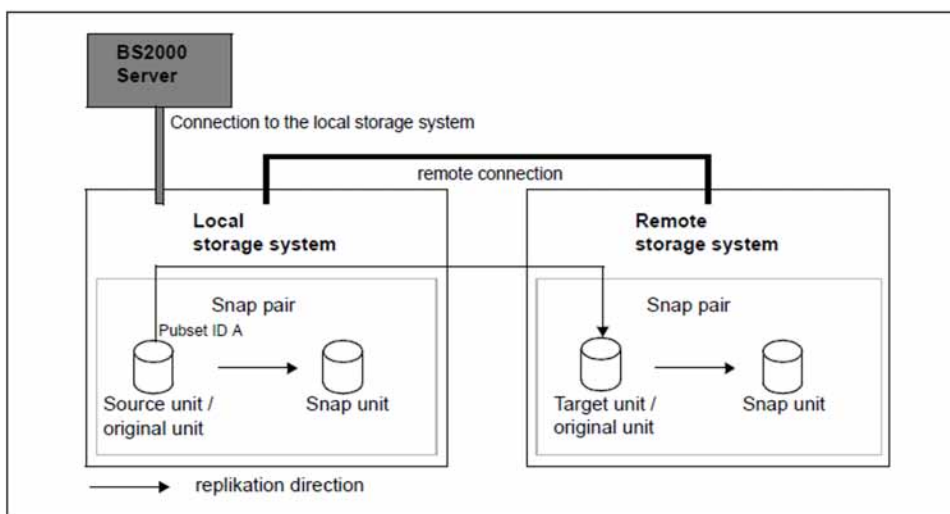 BS2000
Server
Connection to the local storage system
remote connection
Local
storage system
Remote
storage system
Snap pair
Pubset ID A
Source unit /
original unit
Snap unit
Snap pair
Target unit /
original unit
Snap unit
replikation direction